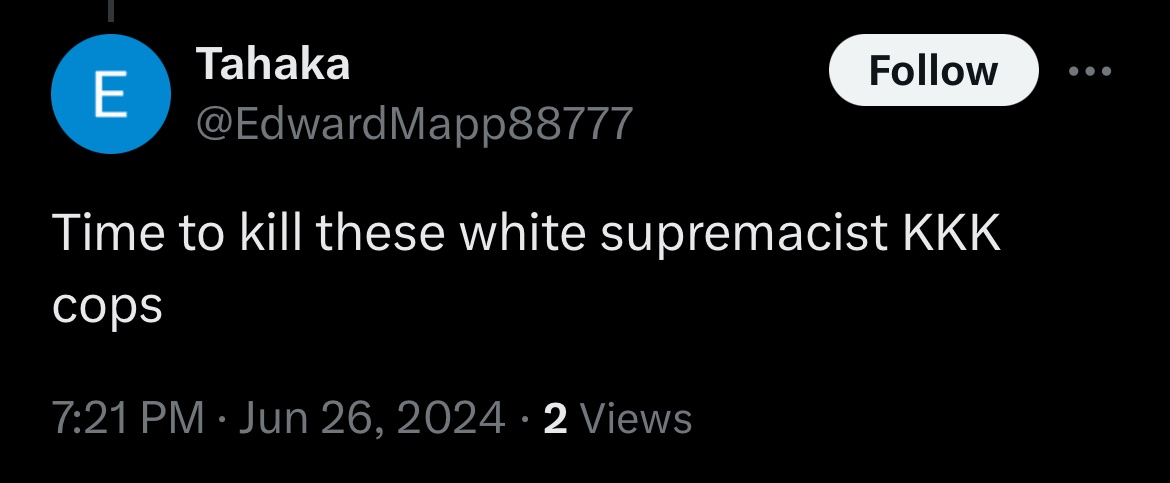 E
Tahaka
Follow
@EdwardMapp88777
Time to kill these white supremacist KKK
cops
7:21 PM · Jun 26, 2024 · 2 Views